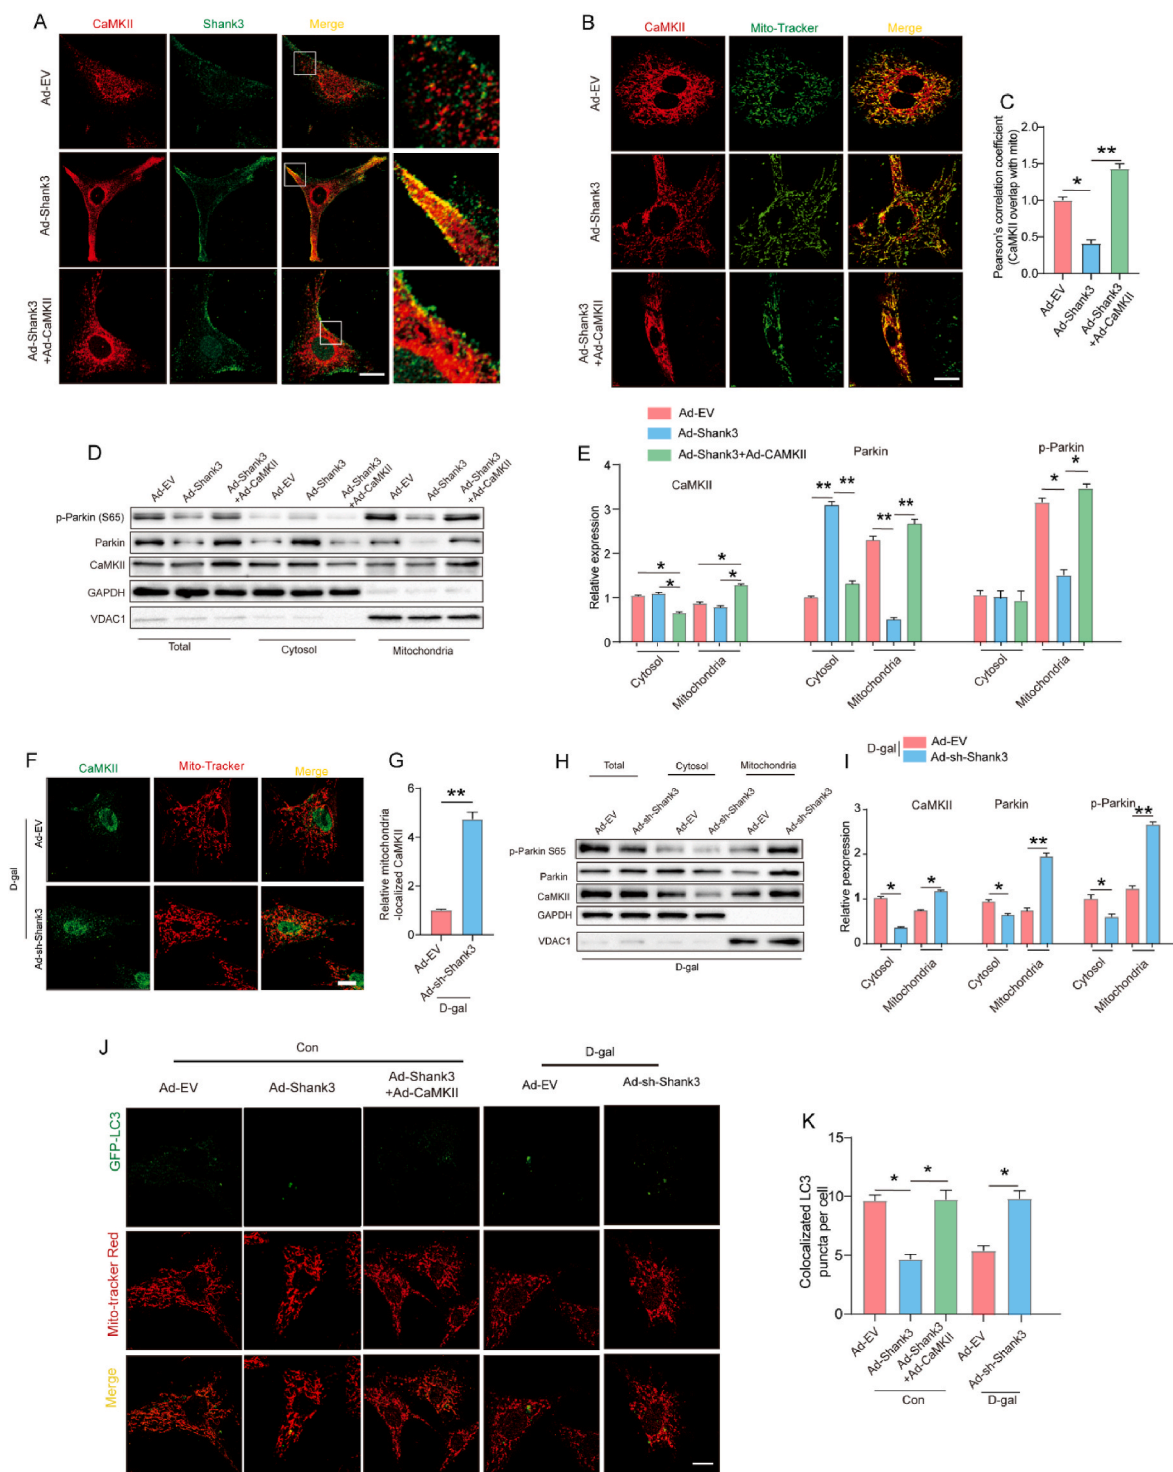 A
CaMKII Shank3 Merge
Ad-EV
Ad-Shank3
Ad-Shank3
+Ad-CaMKII
B
CaMKII Mito-Tracker Merge
Ad-EV
Ad-Shank3
Ad-Shank3
+Ad-CaMKII
C
Pearson's correlation coefficient
(CaMKII overlap with mito)
1.5
1.0
0.5
0.0
* **
Ad-EV
Ad-Shank3
Ad-Shank3
+Ad-CaMKII
D
Ad-EV Ad-Shank3 Ad-Shank3 +Ad-CaMKII Ad-EV Ad-Shank3 Ad-Shank3 +Ad-CaMKII Ad-EV Ad-Shank3 Ad-Shank3 +Ad-CaMKII
p-Parkin (S65)
Parkin
CaMKII
GAPDH
VDAC1
Total Cytosol Mitochondria
Ad-EV
Ad-Shank3
Ad-Shank3+Ad-CAMKII
E
CaMKII Parkin p-Parkin
Relative expression
4
3
2
1
0
* * * * ** ** ** ** * *
Cytosol Mitochondria Cytosol Mitochondria Cytosol Mitochondria
F
CaMKII Mito-Tracker Merge
D-gal
Ad-EV
Ad-sh-Shank3
G
Relative mitochondria
-localized CaMKII
6
4
2
0
**
Ad-EV
Ad-sh-Shank3
D-gal
H
Total Cytosol Mitochondria
Ad-EV Ad-sh-Shank3 Ad-EV Ad-sh-Shank3 Ad-EV Ad-sh-Shank3
p-Parkin S65
Parkin
CaMKII
GAPDH
VDAC1
D-gal
D-gal
Ad-EV
Ad-sh-Shank3
I
CaMKII Parkin p-Parkin
Relative pexpression
3
2
1
0
* * * ** * **
Cytosol Mitochondria Cytosol Mitochondria Cytosol Mitochondria
J
Con D-gal
Ad-EV Ad-Shank3 Ad-Shank3 +Ad-CaMKII Ad-EV Ad-sh-Shank3
GFP-LC3
Mito-tracker Red
Merge
K
Colocalizated LC3
puncta per cell
15
10
5
0
* * *
Ad-EV
Ad-Shank3
Ad-Shank3
+Ad-CaMKII
Ad-EV
Ad-sh-Shank3
Con D-gal